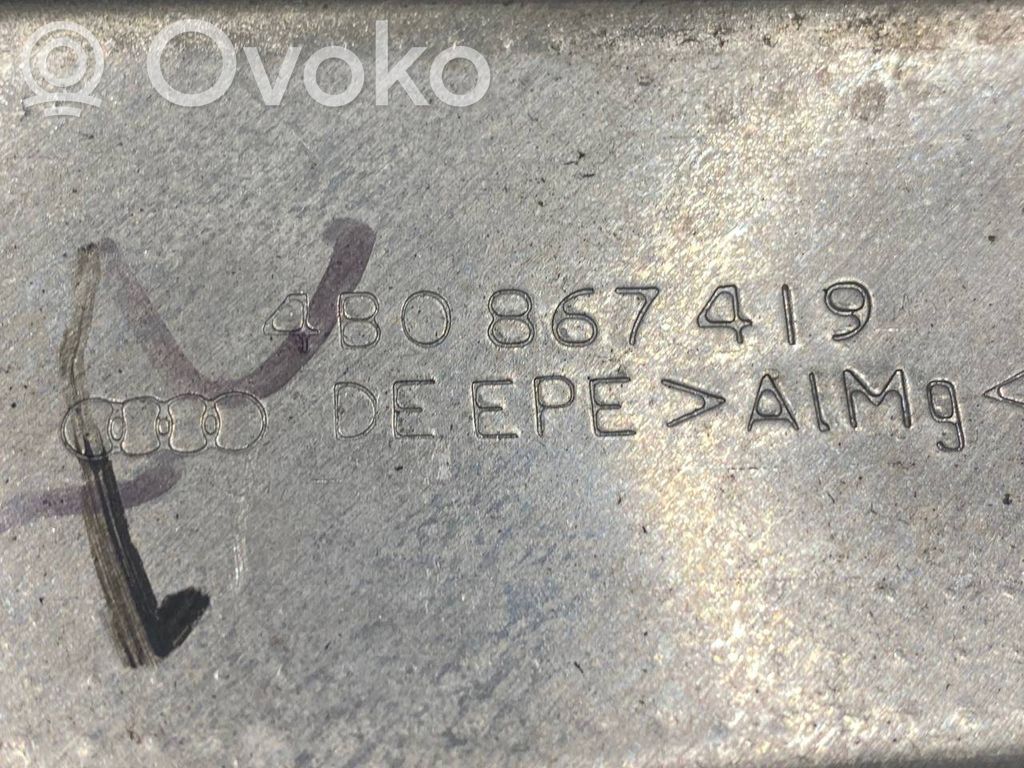 Ovoko
4B0 867 419
DE EPE >AlMg<